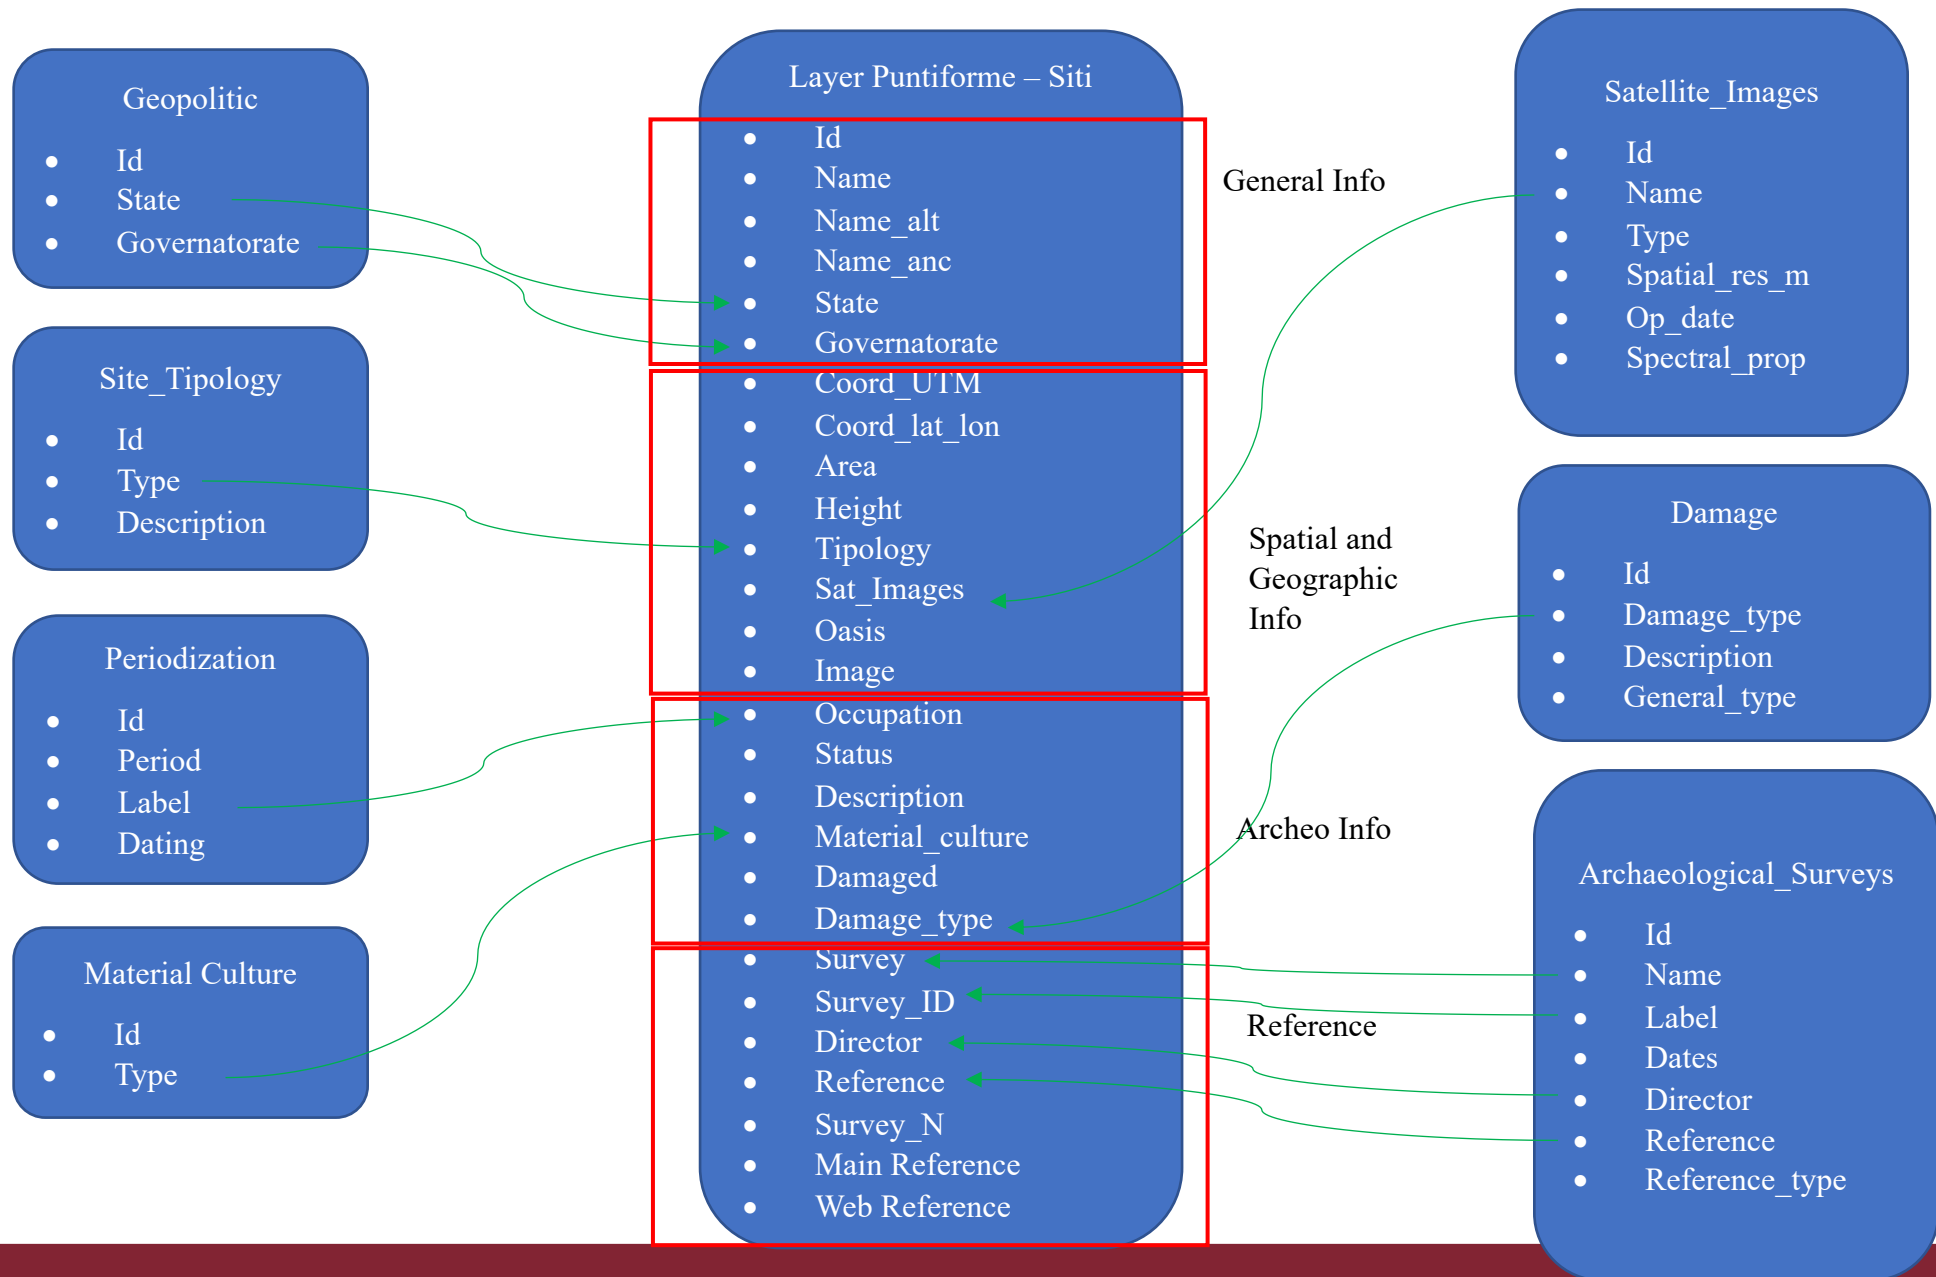 Geopolitic
Id
State
Governatorate
Site_Tipology
Id
Type
Description
Periodization
Id
Period
Label
Dating
Material Culture
Id
Type
Layer Puntiforme – Siti
Id
Name
Name_alt
Name_anc
State
Governatorate
Coord_UTM
Coord_lat_lon
Area
Height
Tipology
Sat_Images
Oasis
Image
Occupation
Status
Description
Material_culture
Damaged
Damage_type
Survey
Survey_ID
Director
Reference
Survey_N
Main Reference
Web Reference
General Info
Spatial and
Geographic
Info
Archeo Info
Reference
Satellite_Images
Id
Name
Type
Spatial_res_m
Op_date
Spectral_prop
Damage
Id
Damage_type
Description
General_type
Archaeological_Surveys
Id
Name
Label
Dates
Director
Reference
Reference_type